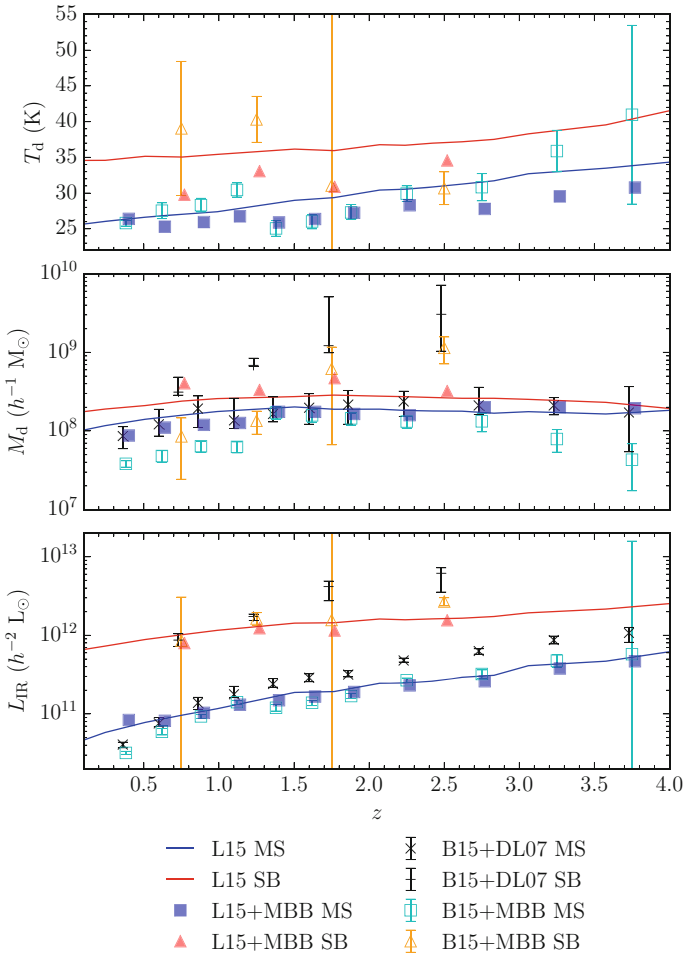 55
50
45
40
35
30
25
T_d (K)
10^10
10^9
10^8
10^7
M_d (h^−1 M_⊙)
10^13
10^12
10^11
L_IR (h^−2 L_⊙)
0.5 1.0 1.5 2.0 2.5 3.0 3.5 4.0
z
L15 MS
L15 SB
L15+MBB MS
L15+MBB SB
B15+DL07 MS
B15+DL07 SB
B15+MBB MS
B15+MBB SB